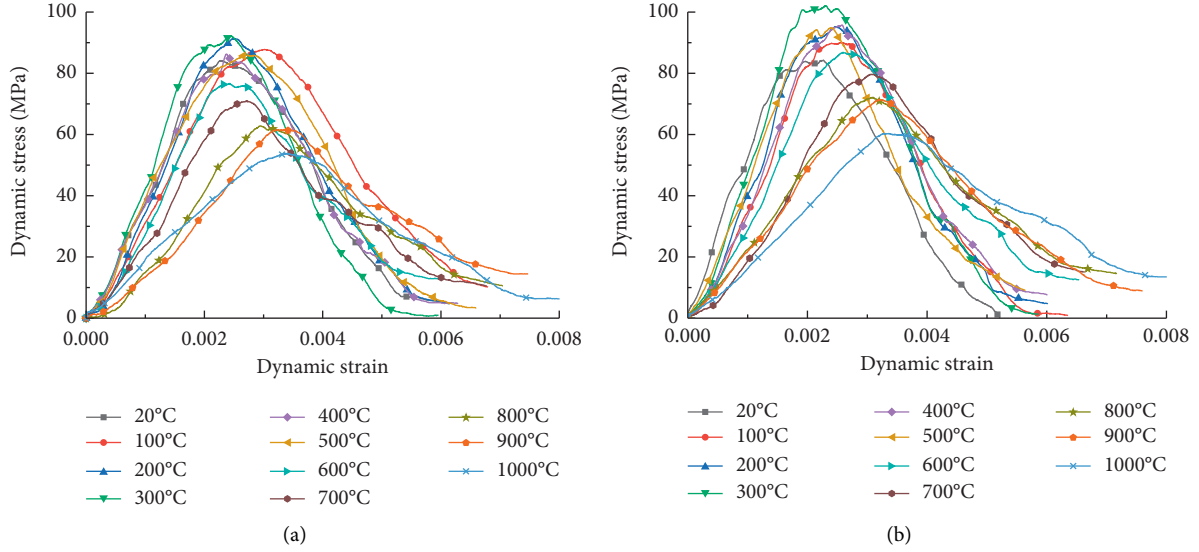 100
80
60
40
20
0
Dynamic stress (MPa)
0.000 0.002 0.004 0.006 0.008
Dynamic strain
20°C 400°C 800°C
100°C 500°C 900°C
200°C 600°C 1000°C
300°C 700°C
(a)
100
80
60
40
20
0
Dynamic stress (MPa)
0.000 0.002 0.004 0.006 0.008
Dynamic strain
20°C 400°C 800°C
100°C 500°C 900°C
200°C 600°C 1000°C
300°C 700°C
(b)